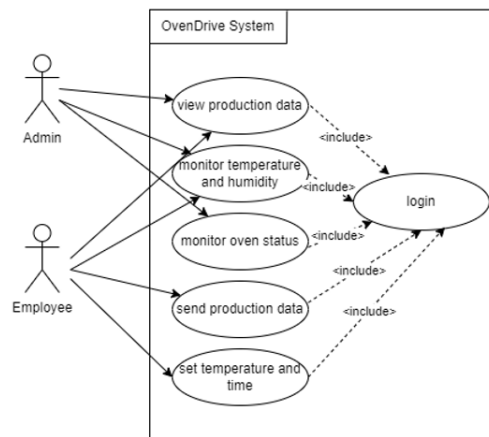 OvenDrive System
view production data
<include>
Admin
monitor temperature
and humidity
<include>
login
monitor oven status
<include>
<include>
Employee
send production data
<include>
set temperature and
time